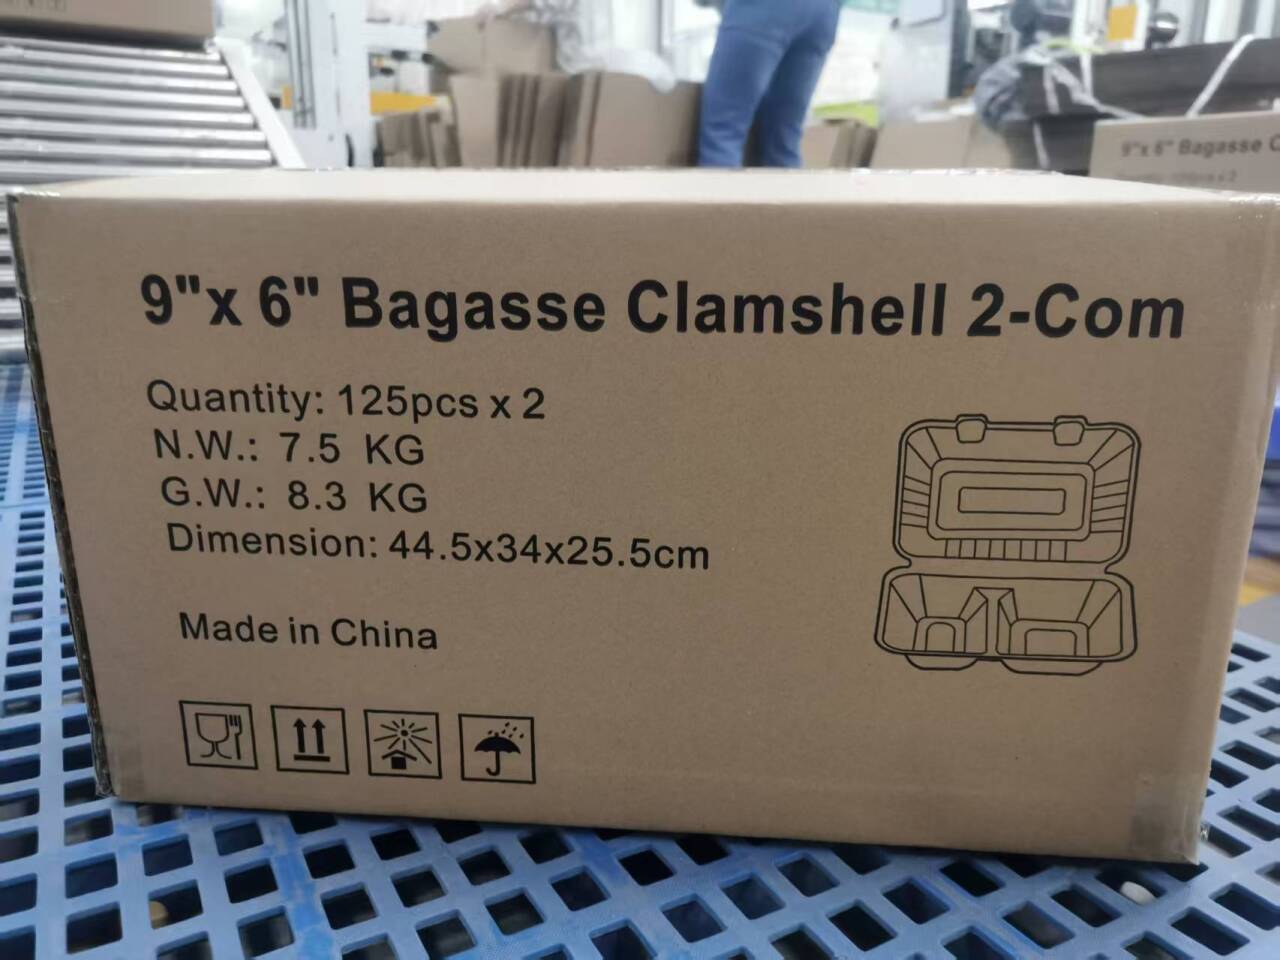 9"x 6" Bagasse C
9"x 6" Bagasse Clamshell 2-Com
Quantity: 125pcs x 2
N.W.: 7.5 KG
G.W.: 8.3 KG
Dimension: 44.5x34x25.5cm
Made in China